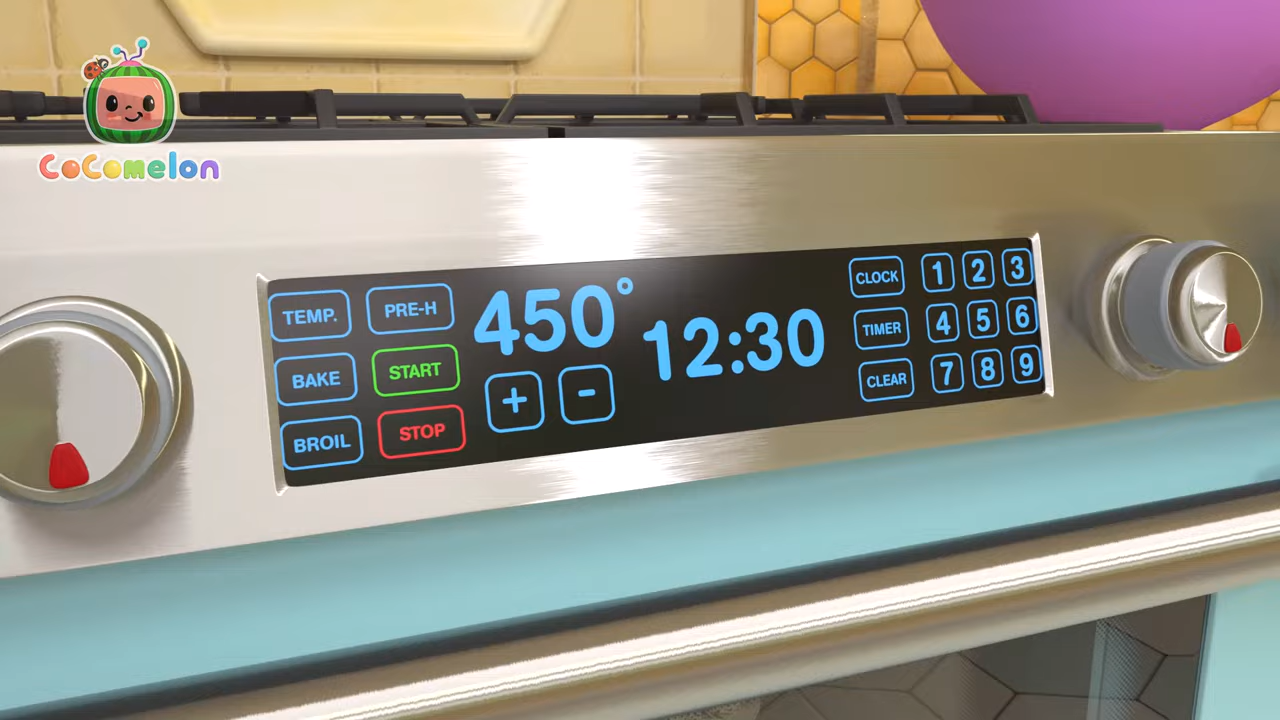 CoComelon
TEMP. PRE-H
BAKE START
BROIL STOP
450°
+ -
12:30
CLOCK 1 2 3
TIMER 4 5 6
CLEAR 7 8 9